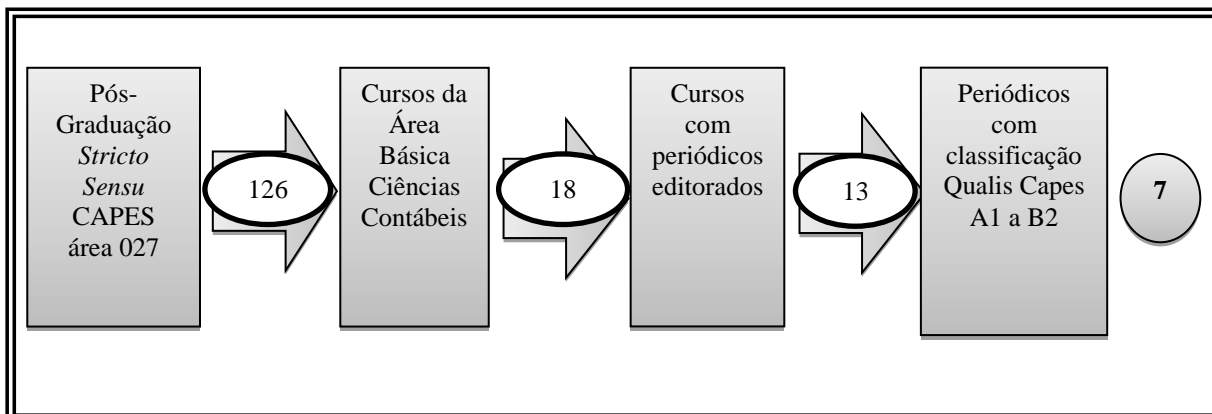 Pós-
Graduação
Stricto
Sensu
CAPES
área 027
126
Cursos da
Área
Básica
Ciências
Contábeis
18
Cursos
com
periódicos
editorados
13
Periódicos
com
classificação
Qualis Capes
A1 a B2
7